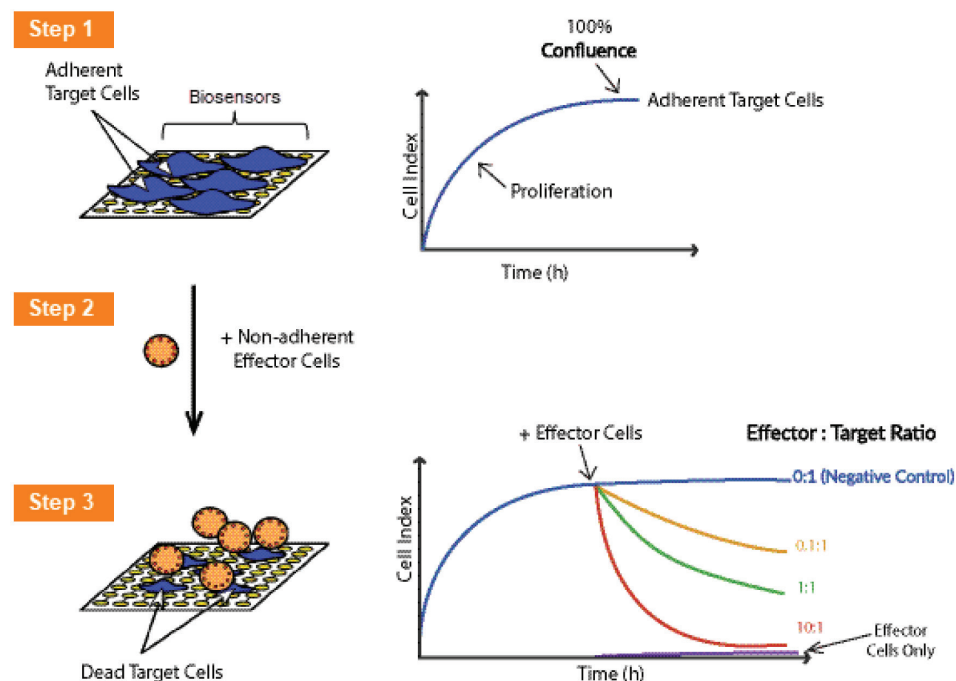 Step 1
Adherent
Target Cells
Biosensors
100%
Confluence
Adherent Target Cells
Proliferation
Cell Index
Time (h)
Step 2
+ Non-adherent
Effector Cells
Step 3
Dead Target Cells
+ Effector Cells
Effector : Target Ratio
0:1 (Negative Control)
0.1:1
1:1
10:1
Effector
Cells Only
Cell Index
Time (h)